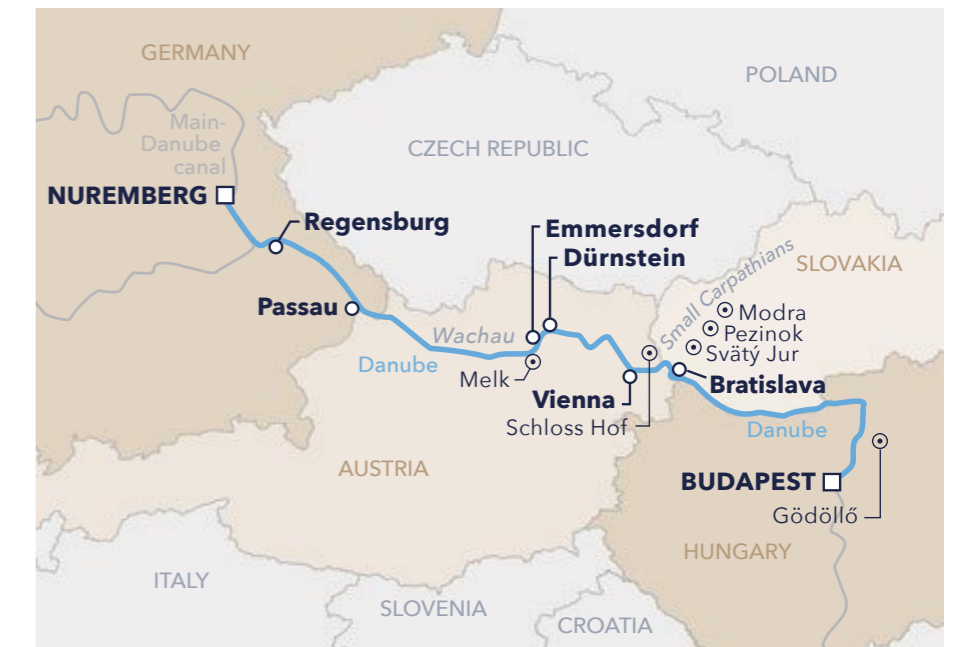 GERMANY
POLAND
Main-
Danube
canal
CZECH REPUBLIC
NUREMBERG
Regensburg
Emmersdorf
Dürnstein
Small Carpathians
SLOVAKIA
Passau
Modra
Pezinok
Wachau
Svätý Jur
Danube
Melk
Bratislava
Vienna
Schloss Hof
Danube
AUSTRIA
BUDAPEST
Gödöllő
HUNGARY
ITALY
SLOVENIA
CROATIA